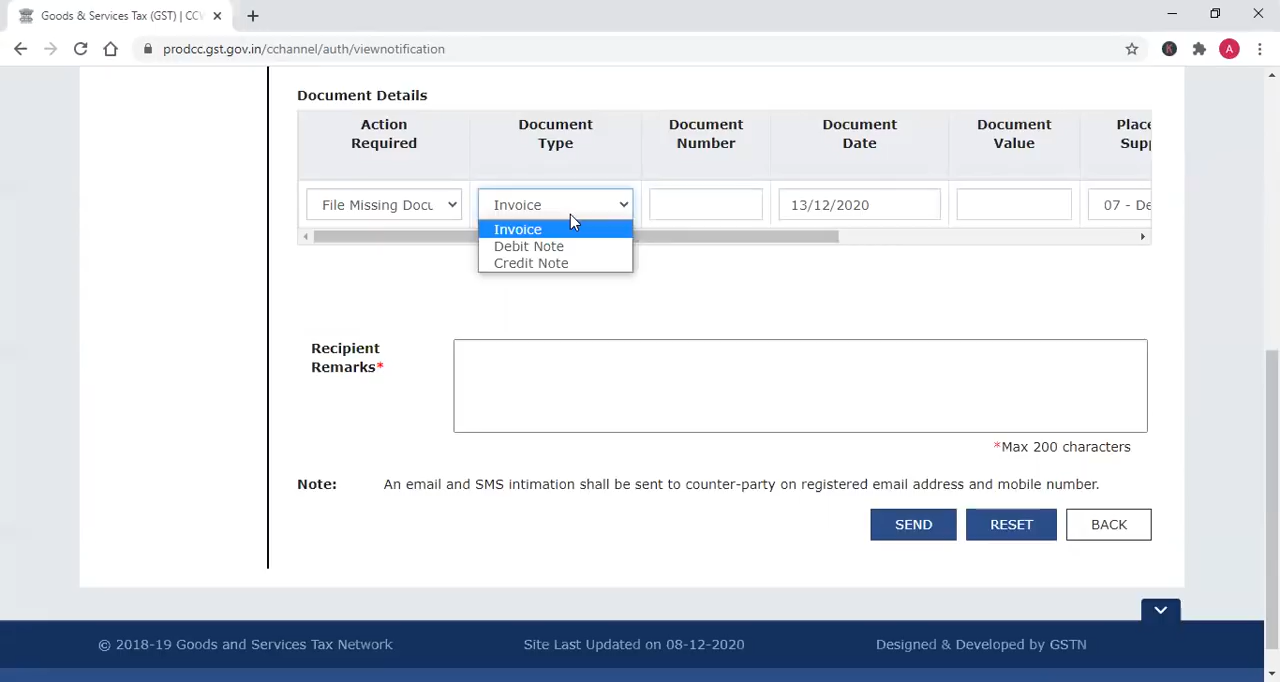 Goods & Services Tax (GST) | CCW
prodcc.gst.gov.in/cchannel/auth/viewnotification
K
A
Document Details
Action Required
Document Type
Document Number
Document Date
Document Value
Place
Supp
File Missing Docu
Invoice
13/12/2020
07 - De
Invoice
Debit Note
Credit Note
Recipient
Remarks*
*Max 200 characters
Note: An email and SMS intimation shall be sent to counter-party on registered email address and mobile number.
SEND RESET BACK
© 2018-19 Goods and Services Tax Network Site Last Updated on 08-12-2020 Designed & Developed by GSTN